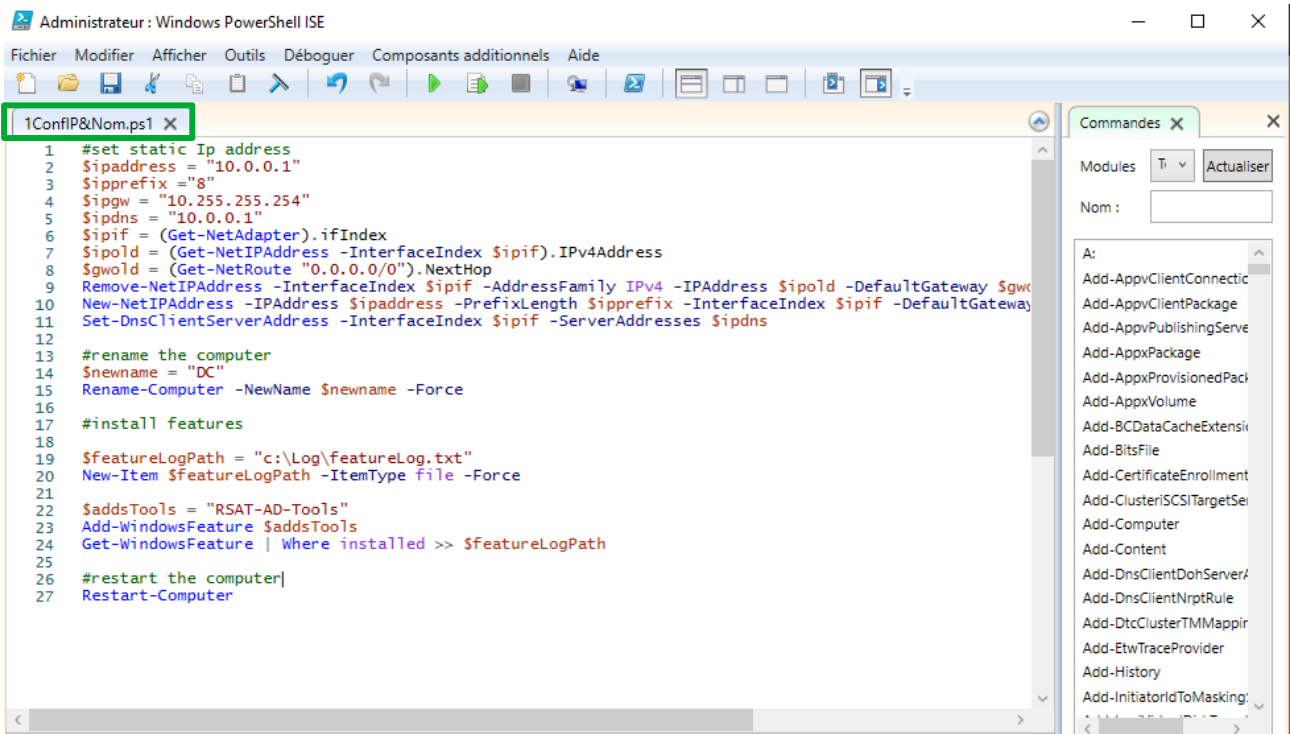 Administrateur : Windows PowerShell ISE
Fichier Modifier Afficher Outils Déboguer Composants additionnels Aide
1ConfIP&Nom.ps1
1 #set static Ip address
2 $ipaddress = "10.0.0.1"
3 $ipprefix ="8"
4 $ipgw = "10.255.255.254"
5 $ipdns = "10.0.0.1"
6 $ipif = (Get-NetAdapter).ifIndex
7 $ipold = (Get-NetIPAddress -InterfaceIndex $ipif).IPv4Address
8 $gwold = (Get-NetRoute "0.0.0.0/0").NextHop
9 Remove-NetIPAddress -InterfaceIndex $ipif -AddressFamily IPv4 -IPAddress $ipold -DefaultGateway $gwo
10 New-NetIPAddress -IPAddress $ipaddress -PrefixLength $ipprefix -InterfaceIndex $ipif -DefaultGateway
11 Set-DnsClientServerAddress -InterfaceIndex $ipif -ServerAddresses $ipdns
12
13 #rename the computer
14 $newname = "DC"
15 Rename-Computer -NewName $newname -Force
16
17 #install features
18
19 $featureLogPath = "c:\Log\featureLog.txt"
20 New-Item $featureLogPath -ItemType file -Force
21
22 $addsTools = "RSAT-AD-Tools"
23 Add-WindowsFeature $addsTools
24 Get-WindowsFeature | Where installed >> $featureLogPath
25
26 #restart the computer
27 Restart-Computer
Commandes
Modules Actualiser
Nom :
A:
Add-AppvClientConnectic
Add-AppvClientPackage
Add-AppvPublishingServe
Add-AppxPackage
Add-AppxProvisionedPack
Add-AppxVolume
Add-BCDataCacheExtensi
Add-BitsFile
Add-CertificateEnrollment
Add-ClusteriSCSITargetSer
Add-Computer
Add-Content
Add-DnsClientDohServerA
Add-DnsClientNrptRule
Add-DtcClusterTMMappir
Add-EtwTraceProvider
Add-History
Add-InitiatorIdToMasking